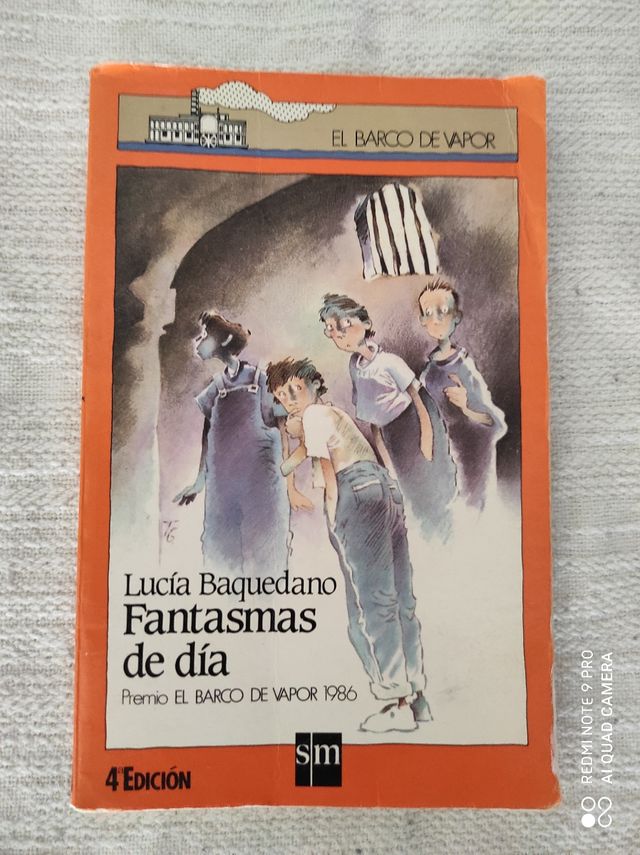 EL BARCO DE VAPOR
Lucía Baquedano
Fantasmas
de día
Premio EL BARCO DE VAPOR 1986
4ª EDICIÓN
sm
REDMI NOTE 9 PRO
AI QUAD CAMERA